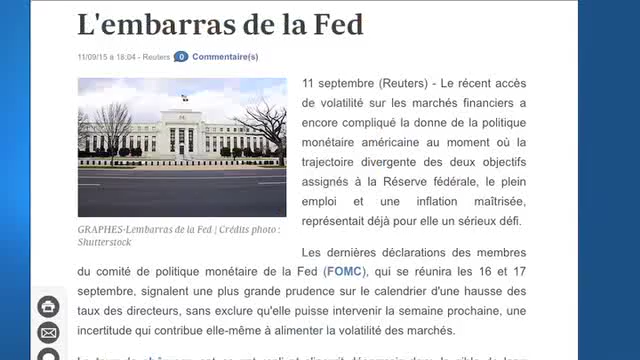 L'embarras de la Fed
11/09/15 à 18:04 - Reuters 0 Commentaire(s)
11 septembre (Reuters) - Le récent accès
de volatilité sur les marchés financiers a
encore compliqué la donne de la politique
monétaire américaine au moment où la
trajectoire divergente des deux objectifs
assignés à la Réserve fédérale, le plein
emploi et une inflation maîtrisée,
représentait déjà pour elle un sérieux défi.
GRAPHES-Lembarras de la Fed | Crédits photo :
Shutterstock
Les dernières déclarations des membres
du comité de politique monétaire de la Fed (FOMC), qui se réunira les 16 et 17
septembre, signalent une plus grande prudence sur le calendrier d'une hausse des
taux des directeurs, sans exclure qu'elle puisse intervenir la semaine prochaine, une
incertitude qui contribue elle-même à alimenter la volatilité des marchés.